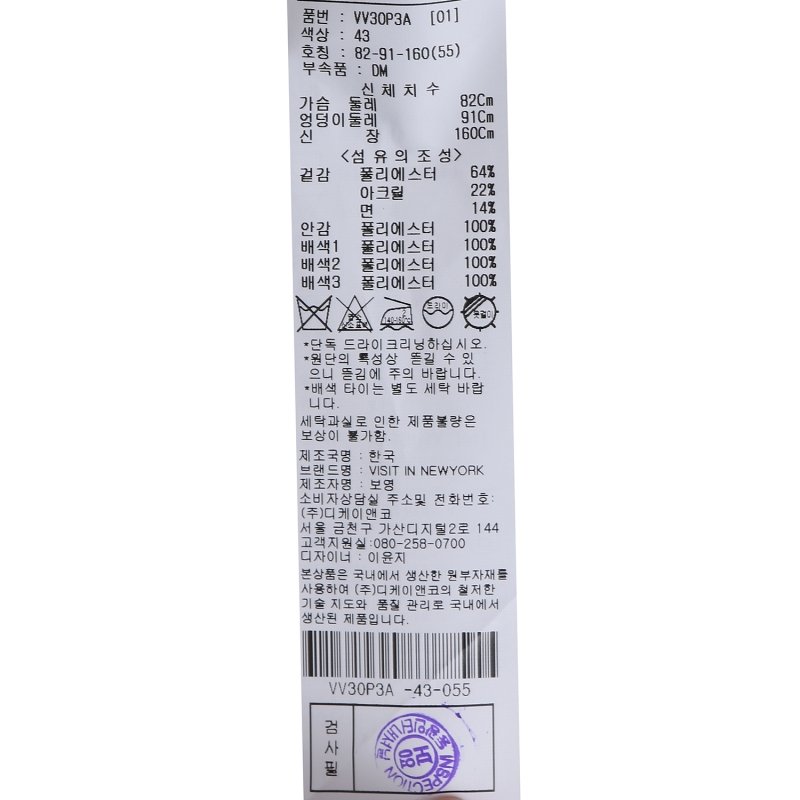 품번 : VV30P3A [01]
색상 : 43
호칭 : 82-91-160(55)
부속품 : DM
신체치수
가슴 둘레 82Cm
엉덩이둘레 91Cm
신 장 160Cm
<섬 유 의 조 성>
겉감 폴리에스터 64%
아크릴 22%
면 14%
안감 폴리에스터 100%
배색1 폴리에스터 100%
배색2 폴리에스터 100%
배색3 폴리에스터 100%
140-160℃ 드라이 옷걸이
*단독 드라이크리닝하십시오.
*원단의 특성상 뜯길 수 있
으니 뜯김에 주의 바랍니다.
*배색 타이는 별도 세탁 바랍
니다.
세탁과실로 인한 제품불량은
보상이 불가함.
제조국명 : 한국
브랜드명 : VISIT IN NEWYORK
제조자명 : 보영
소비자상담실 주소및 전화번호:
(주)디케이앤코
서울 금천구 가산디지털2로 144
고객지원실:080-258-0700
디자이너 : 이윤지
본상품은 국내에서 생산한 원부자재를
사용하여 (주)디케이앤코의 철저한
기술 지도와 품질 관리로 국내에서
생산된 제품입니다.
VV30P3A -43-055
검사필
INSPECTION